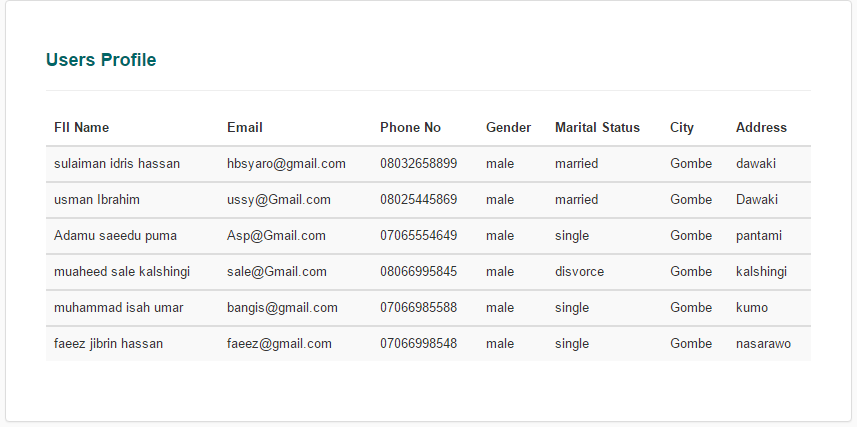 Users Profile
Fll Name Email Phone No Gender Marital Status City Address
sulaiman idris hassan hbsyaro@gmail.com 08032658899 male married Gombe dawaki
usman Ibrahim ussy@Gmail.com 08025445869 male married Gombe Dawaki
Adamu saeedu puma Asp@Gmail.com 07065554649 male single Gombe pantami
muaheed sale kalshingi sale@Gmail.com 08066995845 male disvorce Gombe kalshingi
muhammad isah umar bangis@gmail.com 07066985588 male single Gombe kumo
faeez jibrin hassan faeez@gmail.com 07066998548 male single Gombe nasarawo